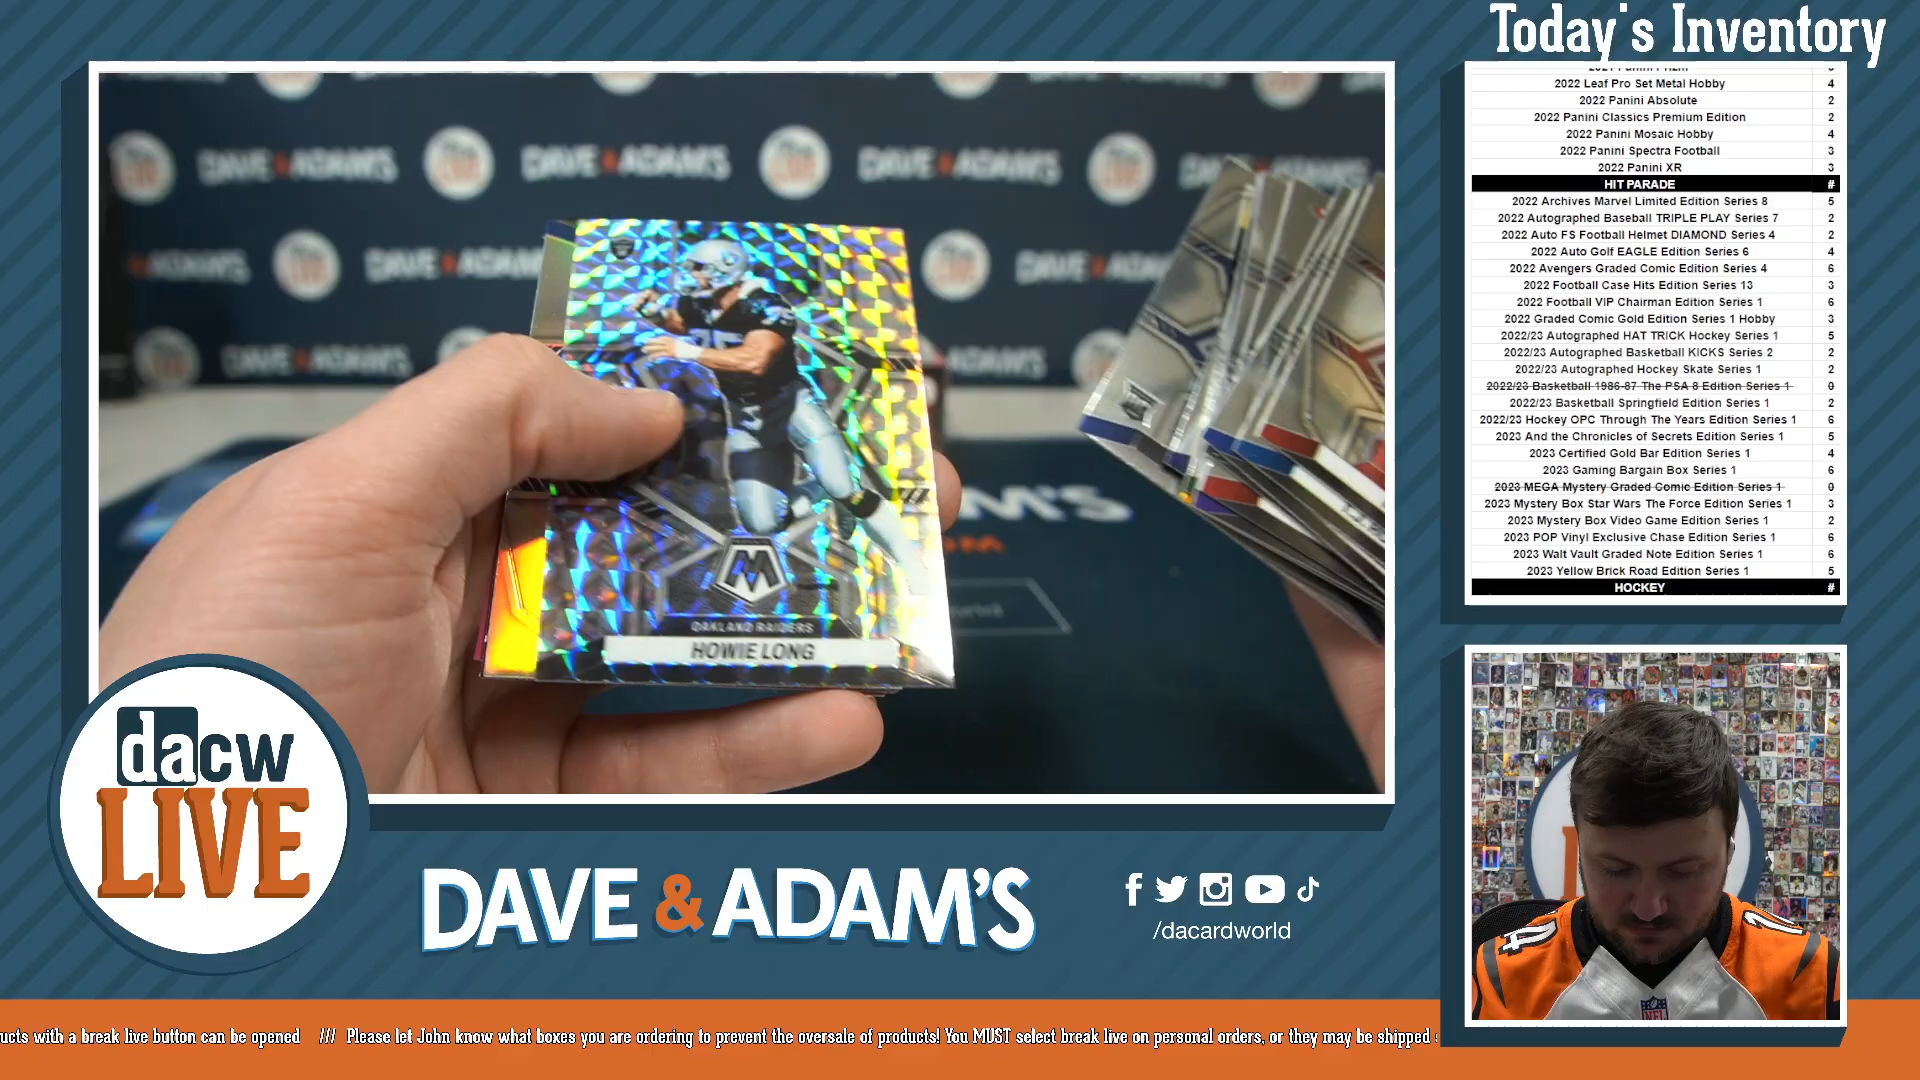 Today's Inventory
2022 Leaf Pro Set Metal Hobby 4
2022 Panini Absolute 2
2022 Panini Classics Premium Edition 2
2022 Panini Mosaic Hobby 4
2022 Panini Spectra Football 3
2022 Panini XR 3
HIT PARADE #
2022 Archives Marvel Limited Edition Series 8 5
2022 Autographed Baseball TRIPLE PLAY Series 7 2
2022 Auto FS Football Helmet DIAMOND Series 4 2
2022 Auto Golf EAGLE Edition Series 6 4
2022 Avengers Graded Comic Edition Series 4 6
2022 Football Case Hits Edition Series 13 3
2022 Football VIP Chairman Edition Series 1 6
2022 Graded Comic Gold Edition Series 1 Hobby 3
2022/23 Autographed HAT TRICK Hockey Series 1 5
2022/23 Autographed Basketball KICKS Series 2 2
2022/23 Autographed Hockey Skate Series 1 2
2022/23 Basketball 1986-87 The PSA 8 Edition Series 1 0
2022/23 Basketball Springfield Edition Series 1 2
2022/23 Hockey OPC Through The Years Edition Series 1 6
2023 And the Chronicles of Secrets Edition Series 1 5
2023 Certified Gold Bar Edition Series 1 4
2023 Gaming Bargain Box Series 1 6
2023 MEGA Mystery Graded Comic Edition Series 1 0
2023 Mystery Box Star Wars The Force Edition Series 1 3
2023 Mystery Box Video Game Edition Series 1 2
2023 POP Vinyl Exclusive Chase Edition Series 1 6
2023 Walt Vault Graded Note Edition Series 1 6
2023 Yellow Brick Road Edition Series 1 5
HOCKEY #
DAVE & ADAM'S
DAVE & ADAM'S
DAVE & ADAM'S
OAKLAND RAIDERS
HOWIE LONG
dacw
LIVE
DAVE & ADAM'S
/dacardworld
14
NFL
ucts with a break live button can be opened /// Please let John know what boxes you are ordering to prevent the oversale of products! You MUST select break live on personal orders, or they may be shipped